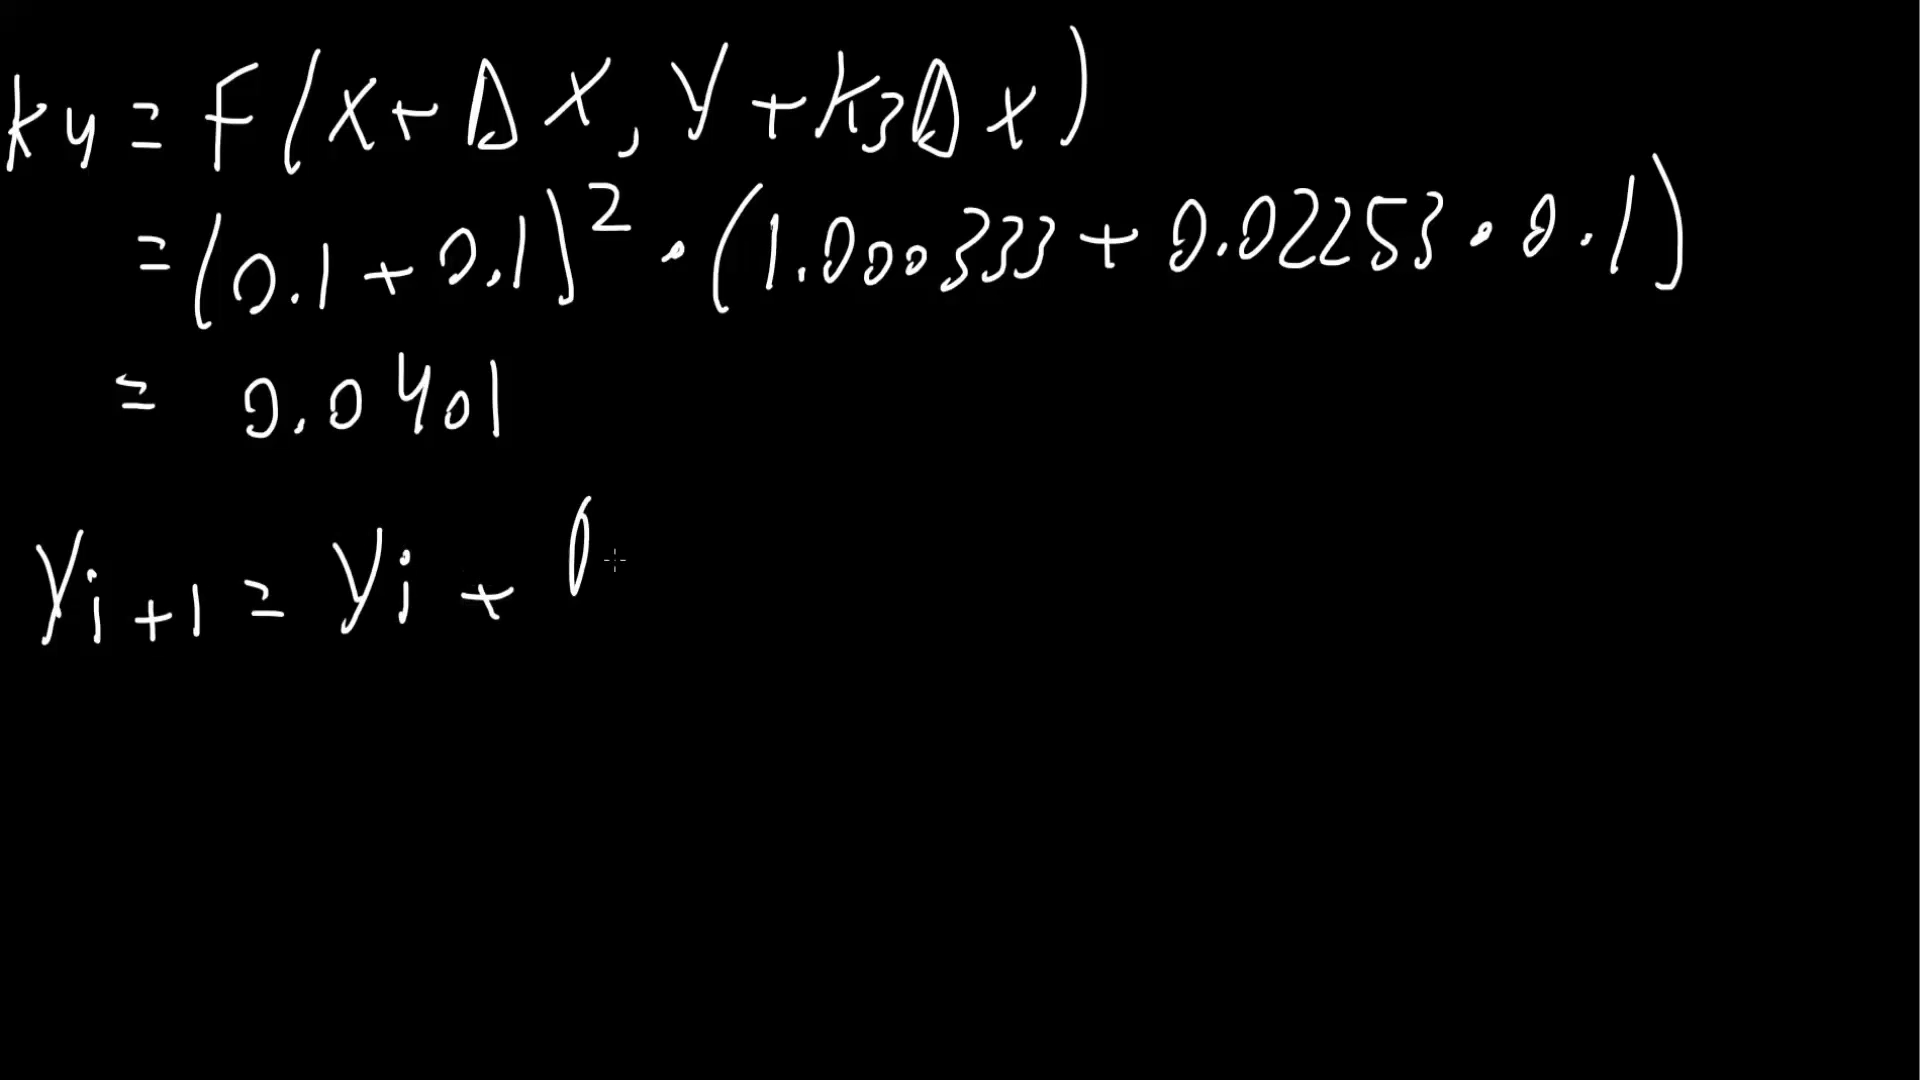 k4 = F(x+Δx, y+k3Δx)
=(0.1+0.1)²·(1.000333+0.02253·0.1)
= 0.0401
yi+1 = yi +